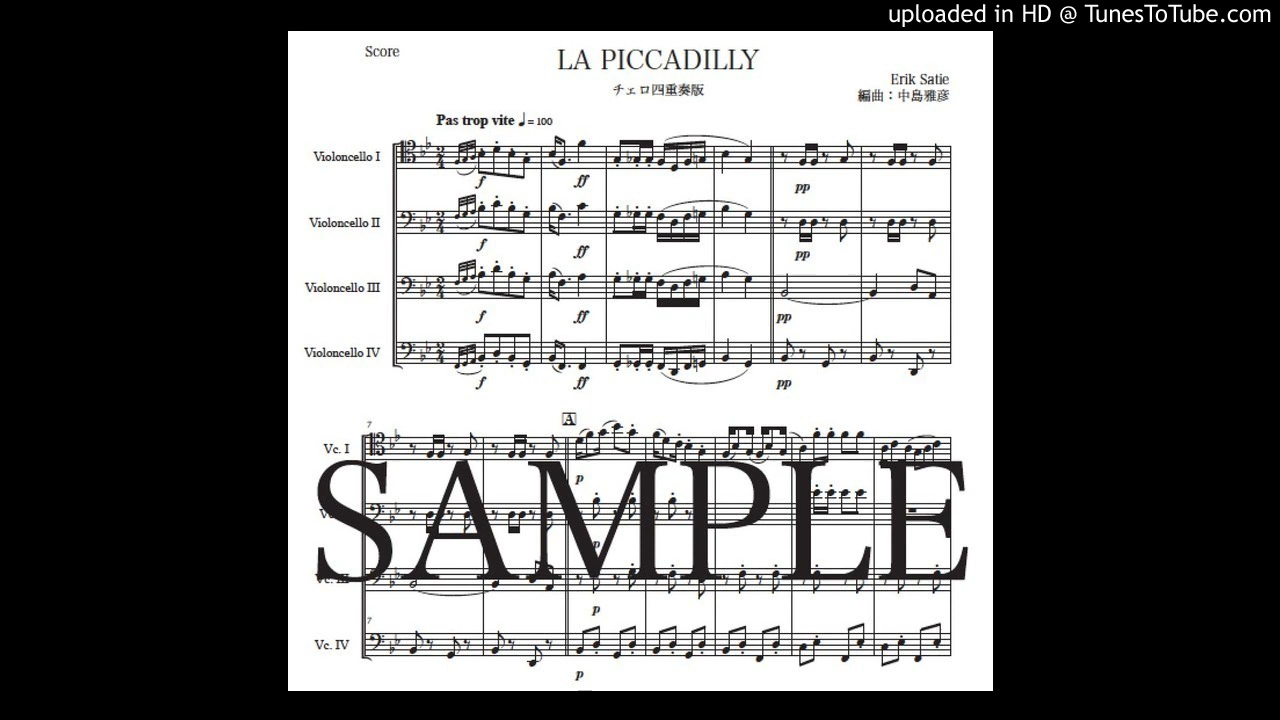 uploaded in HD @ TunesToTube.com
Score
LA PICCADILLY
チェロ四重奏版
Erik Satie
編曲：中島雅彦
Pas trop vite ♩= 100
Violoncello I
f ff pp
Violoncello II
f ff pp
Violoncello III
f ff pp
Violoncello IV
f ff pp
7
A
Vc. I
p
SAMPLE
p
Vc. III
p
7
Vc. IV
p